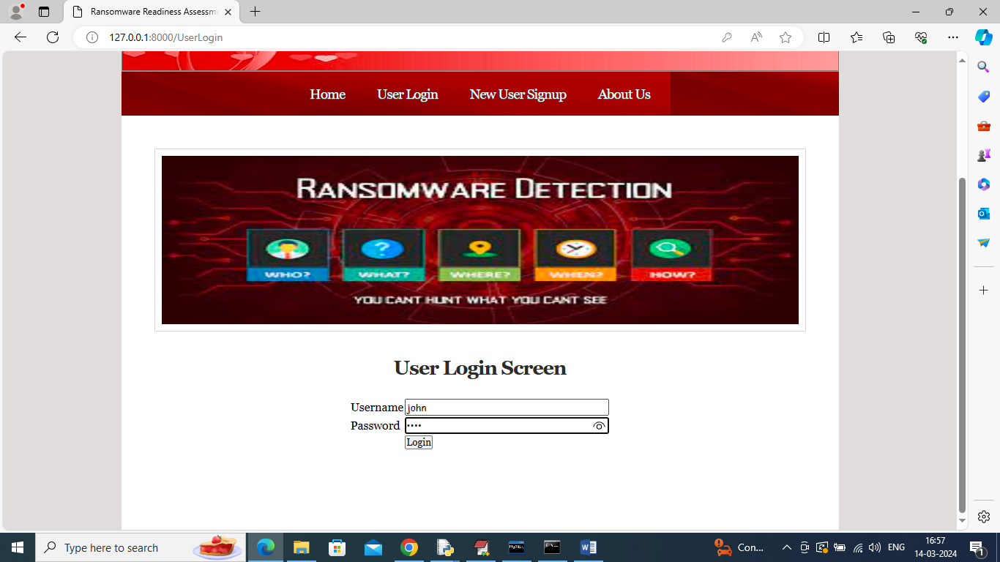 Ransomware Readiness Assessm
127.0.0.1:8000/UserLogin
Home User Login New User Signup About Us
RANSOMWARE DETECTION
WHO? WHAT? WHERE? WHEN? HOW?
YOU CANT HUNT WHAT YOU CANT SEE
User Login Screen
Username john
Password ••••
Login
Type here to search
Con...
ENG
16:57
14-03-2024
1